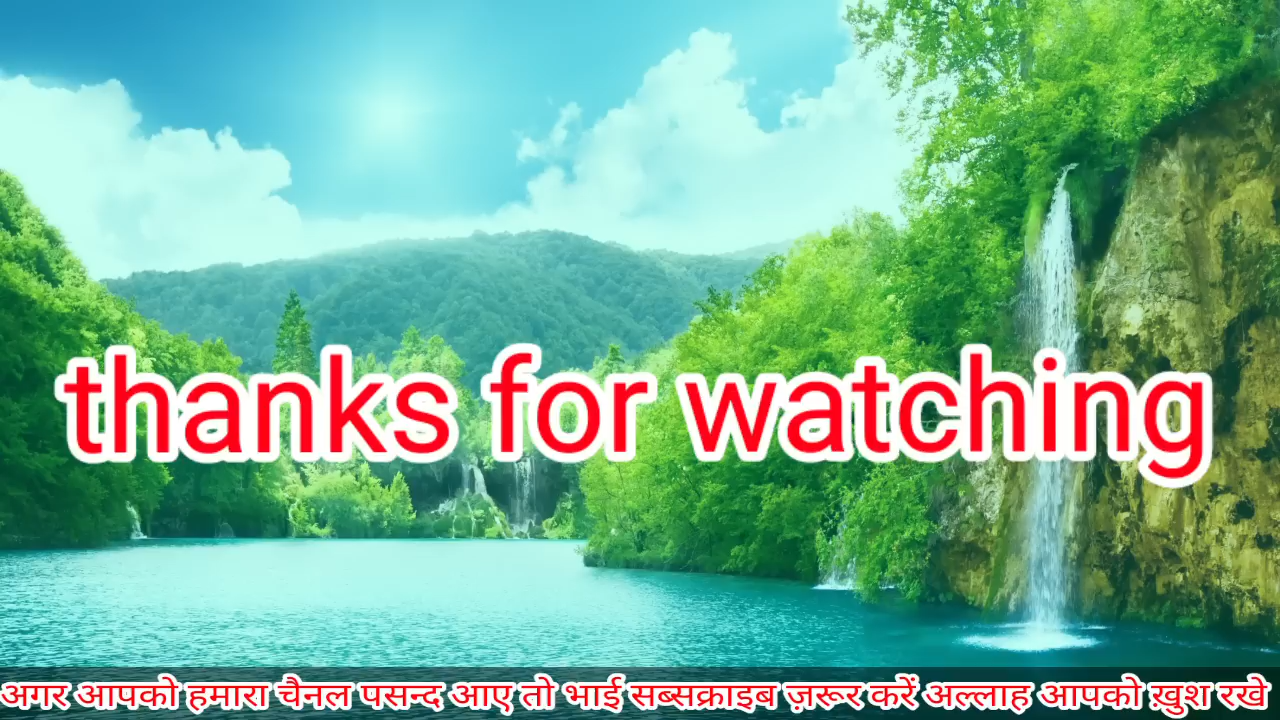 thanks for watching
अगर आपको हमारा चैनल पसन्द आए तो भाई सब्सक्राइब ज़रूर करें अल्लाह आपको ख़ुश रखे